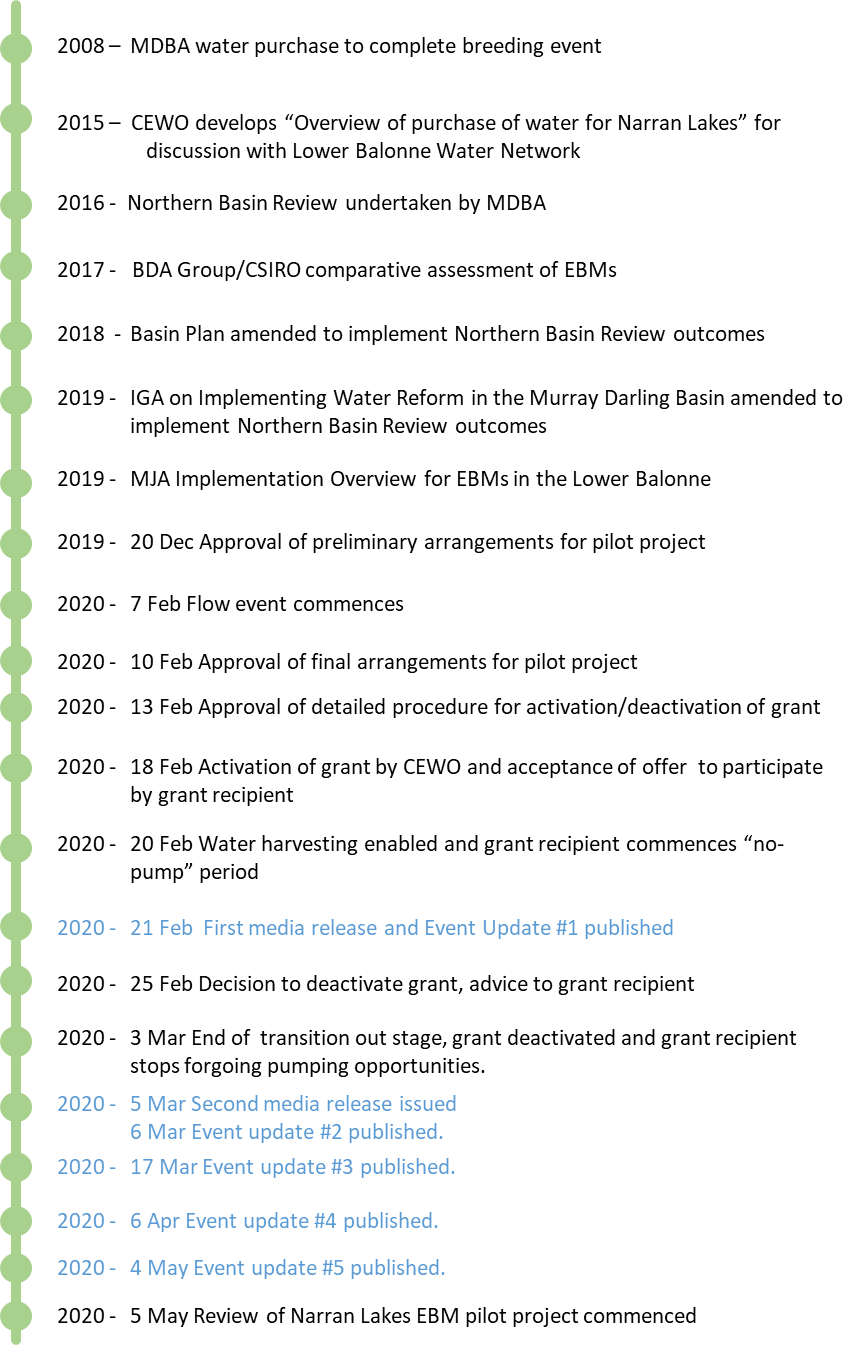 2008 – MDBA water purchase to complete breeding event
2015 – CEWO develops “Overview of purchase of water for Narran Lakes” for
discussion with Lower Balonne Water Network
2016 - Northern Basin Review undertaken by MDBA
2017 - BDA Group/CSIRO comparative assessment of EBMs
2018 - Basin Plan amended to implement Northern Basin Review outcomes
2019 - IGA on Implementing Water Reform in the Murray Darling Basin amended to
implement Northern Basin Review outcomes
2019 - MJA Implementation Overview for EBMs in the Lower Balonne
2019 - 20 Dec Approval of preliminary arrangements for pilot project
2020 - 7 Feb Flow event commences
2020 - 10 Feb Approval of final arrangements for pilot project
2020 - 13 Feb Approval of detailed procedure for activation/deactivation of grant
2020 - 18 Feb Activation of grant by CEWO and acceptance of offer to participate
by grant recipient
2020 - 20 Feb Water harvesting enabled and grant recipient commences “no-
pump” period
2020 - 21 Feb First media release and Event Update #1 published
2020 - 25 Feb Decision to deactivate grant, advice to grant recipient
2020 - 3 Mar End of transition out stage, grant deactivated and grant recipient
stops forgoing pumping opportunities.
2020 - 5 Mar Second media release issued
6 Mar Event update #2 published.
2020 - 17 Mar Event update #3 published.
2020 - 6 Apr Event update #4 published.
2020 - 4 May Event update #5 published.
2020 - 5 May Review of Narran Lakes EBM pilot project commenced